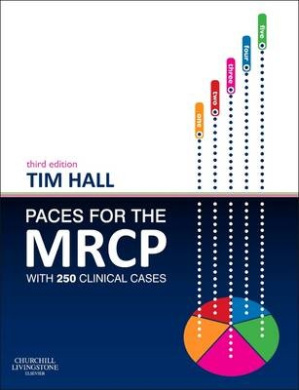 five
four
three
two
one
third edition
TIM HALL
PACES FOR THE
MRCP
WITH 250 CLINICAL CASES
CHURCHILL
LIVINGSTONE
ELSEVIER